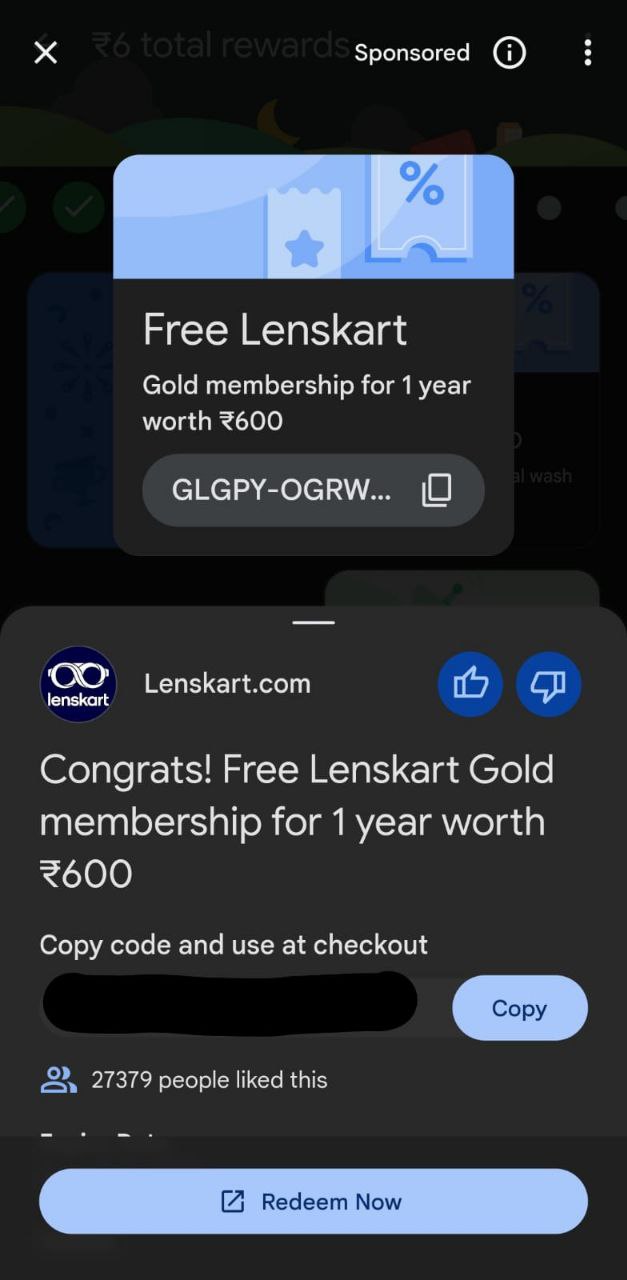 ₹6 total rewards
Sponsored
%
%
Free Lenskart
Gold membership for 1 year
worth ₹600
GLGPY-OGRW...
al wash
lenskart
Lenskart.com
Congrats! Free Lenskart Gold
membership for 1 year worth
₹600
Copy code and use at checkout
Copy
27379 people liked this
Redeem Now